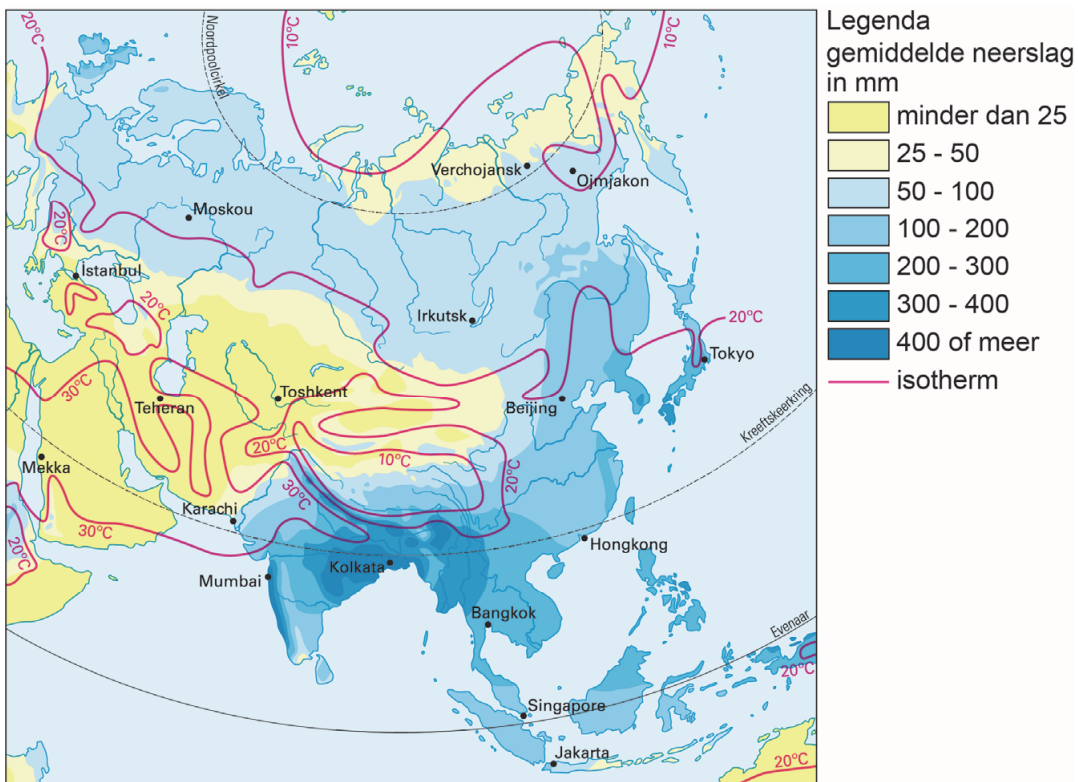 20°C
Noordpoolcirkel
10°C
10°C
Verchojansk
Ojmjakon
Moskou
20°C
İstanbul
20°C
Irkutsk
20°C
Tokyo
30°C
Teheran
Toshkent
Beijing
Kreeftskeerkring
Mekka
20°C
10°C
20°C
30°C
Karachi
30°C
Hongkong
20°C
Mumbai
Kolkata
Bangkok
Evenaar
20°C
Singapore
Jakarta
20°C
Legenda
gemiddelde neerslag
in mm
minder dan 25
25 - 50
50 - 100
100 - 200
200 - 300
300 - 400
400 of meer
isotherm